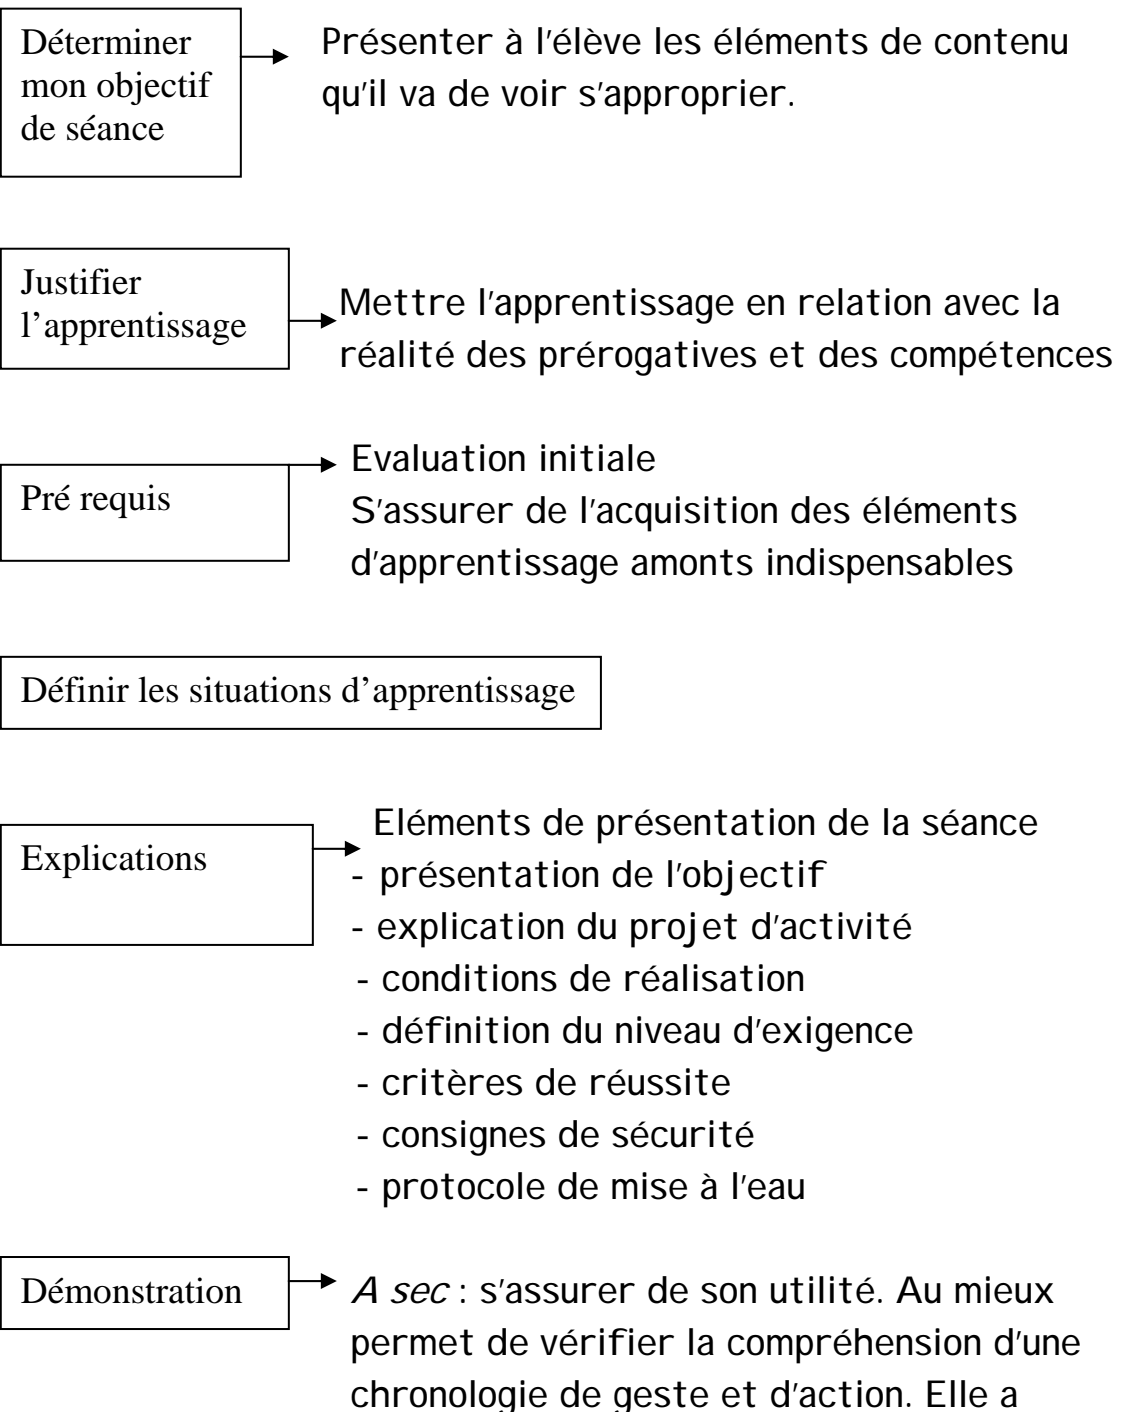 Déterminer
mon objectif
de séance
Présenter à l'élève les éléments de contenu
qu'il va de voir s'approprier.
Justifier
l'apprentissage
Mettre l'apprentissage en relation avec la
réalité des prérogatives et des compétences
Pré requis
Evaluation initiale
S'assurer de l'acquisition des éléments
d'apprentissage amonts indispensables
Définir les situations d'apprentissage
Explications
Eléments de présentation de la séance
- présentation de l'objectif
- explication du projet d'activité
- conditions de réalisation
- définition du niveau d'exigence
- critères de réussite
- consignes de sécurité
- protocole de mise à l'eau
Démonstration
A sec : s'assurer de son utilité. Au mieux
permet de vérifier la compréhension d'une
chronologie de geste et d'action. Elle a